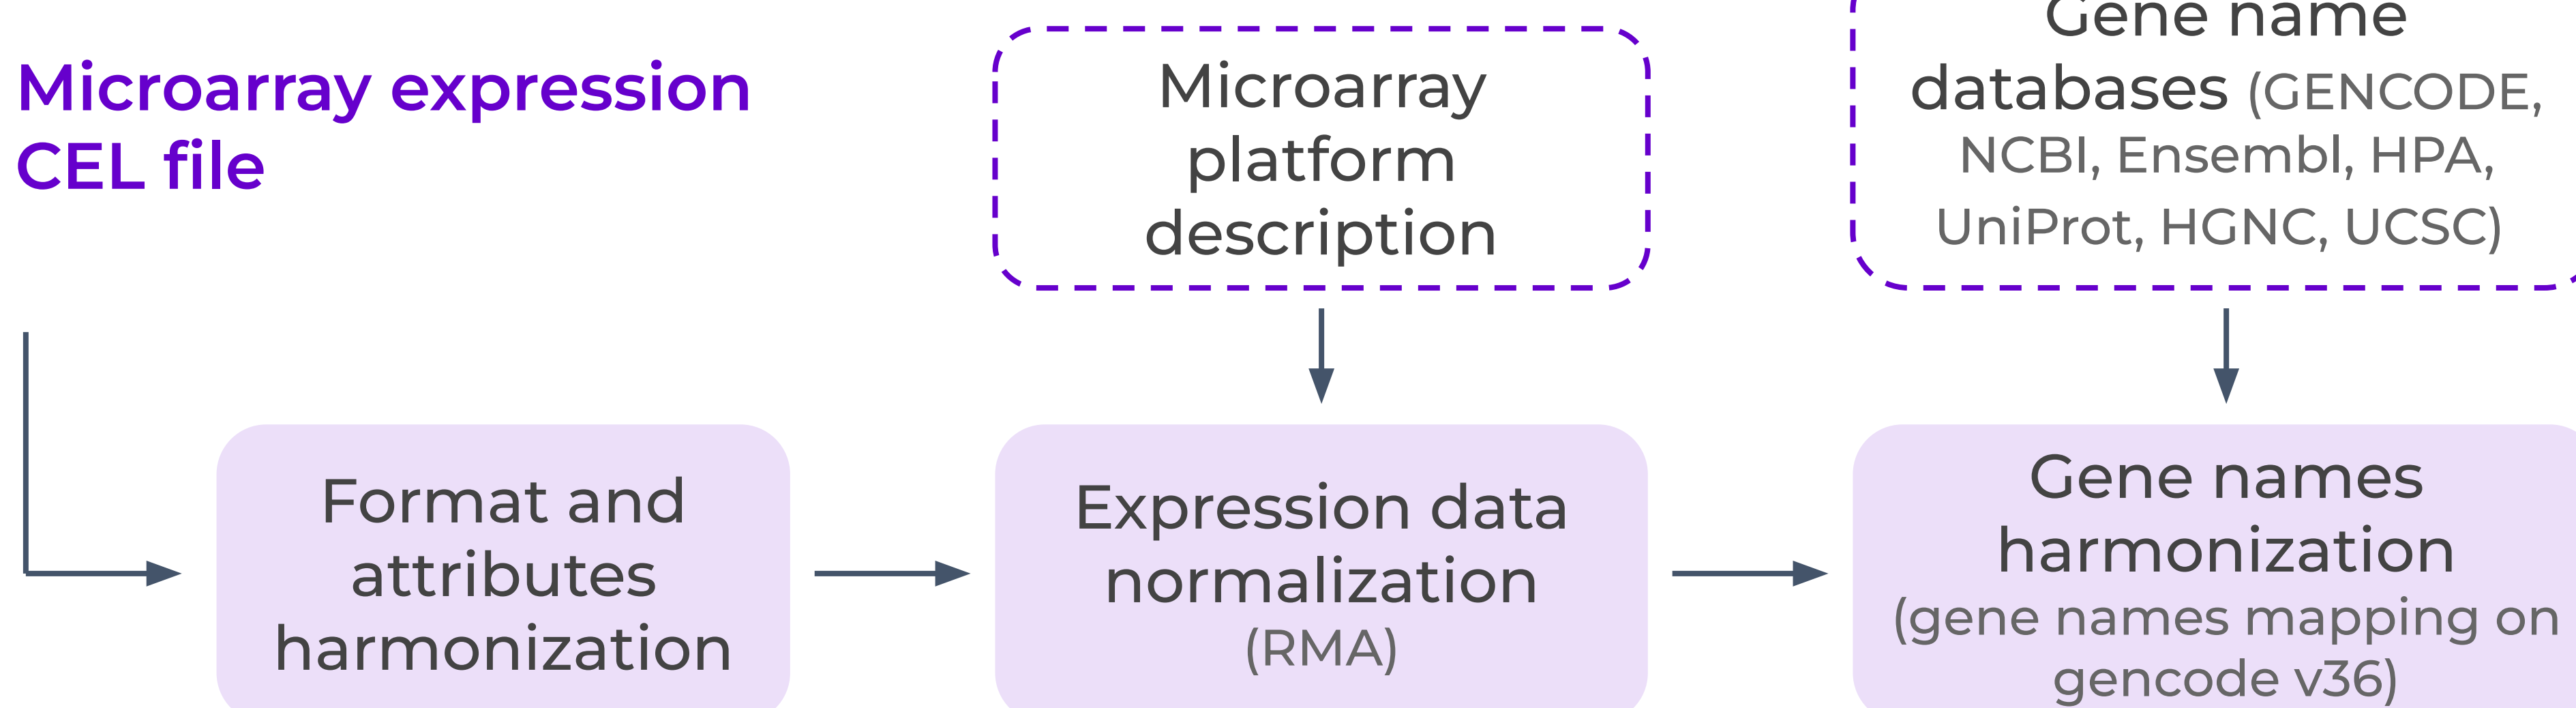 Microarray expression
CEL file
Microarray
platform
description
Gene name
databases (GENCODE,
NCBI, Ensembl, HPA,
UniProt, HGNC, UCSC)
Format and
attributes
harmonization
Expression data
normalization
(RMA)
Gene names
harmonization
(gene names mapping on
gencode v36)